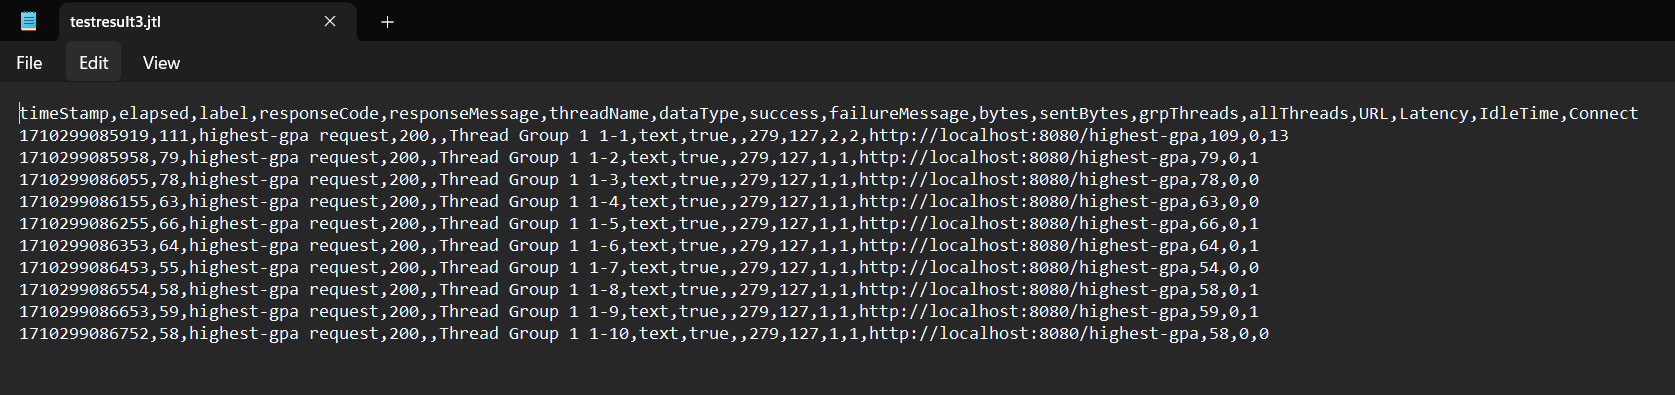 testresult3.jtl
File Edit View
timeStamp,elapsed,label,responseCode,responseMessage,threadName,dataType,success,failureMessage,bytes,sentBytes,grpThreads,allThreads,URL,Latency,IdleTime,Connect
1710299085919,111,highest-gpa request,200,,Thread Group 1 1-1,text,true,,279,127,2,2,http://localhost:8080/highest-gpa,109,0,13
1710299085958,79,highest-gpa request,200,,Thread Group 1 1-2,text,true,,279,127,1,1,http://localhost:8080/highest-gpa,79,0,1
1710299086055,78,highest-gpa request,200,,Thread Group 1 1-3,text,true,,279,127,1,1,http://localhost:8080/highest-gpa,78,0,0
1710299086155,63,highest-gpa request,200,,Thread Group 1 1-4,text,true,,279,127,1,1,http://localhost:8080/highest-gpa,63,0,0
1710299086255,66,highest-gpa request,200,,Thread Group 1 1-5,text,true,,279,127,1,1,http://localhost:8080/highest-gpa,66,0,1
1710299086353,64,highest-gpa request,200,,Thread Group 1 1-6,text,true,,279,127,1,1,http://localhost:8080/highest-gpa,64,0,1
1710299086453,55,highest-gpa request,200,,Thread Group 1 1-7,text,true,,279,127,1,1,http://localhost:8080/highest-gpa,54,0,0
1710299086554,58,highest-gpa request,200,,Thread Group 1 1-8,text,true,,279,127,1,1,http://localhost:8080/highest-gpa,58,0,1
1710299086653,59,highest-gpa request,200,,Thread Group 1 1-9,text,true,,279,127,1,1,http://localhost:8080/highest-gpa,59,0,1
1710299086752,58,highest-gpa request,200,,Thread Group 1 1-10,text,true,,279,127,1,1,http://localhost:8080/highest-gpa,58,0,0